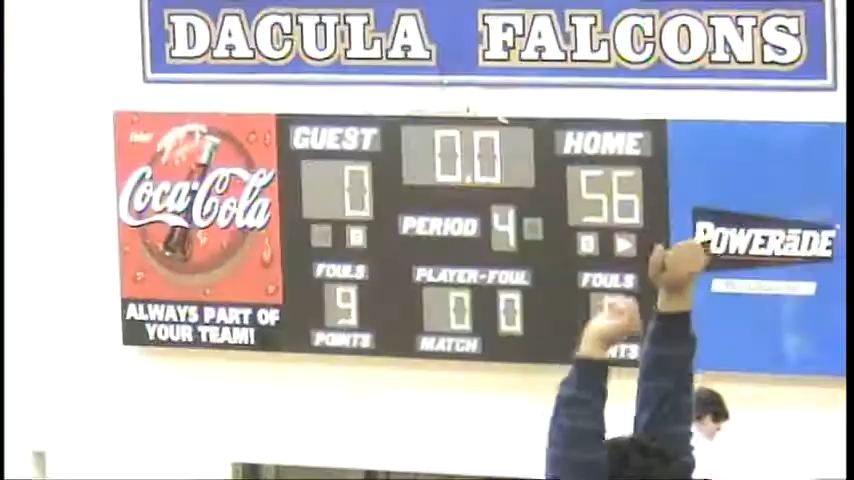 DACULA FALCONS
GUEST 0.0 HOME
0 56
PERIOD 4
B B
FOULS PLAYER-FOUL FOULS
9 0 0
POINTS MATCH
Coca-Cola
ALWAYS PART OF
YOUR TEAM!
POWERADE